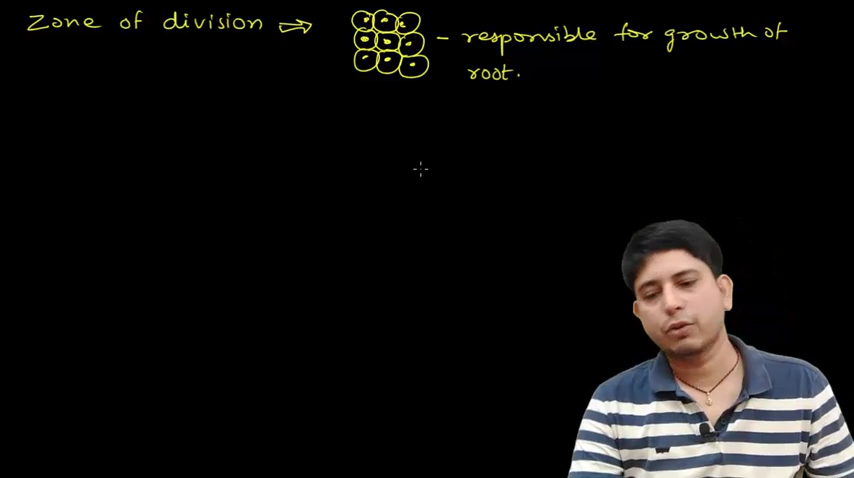 Zone of division ⇒ - responsible for growth of
root.